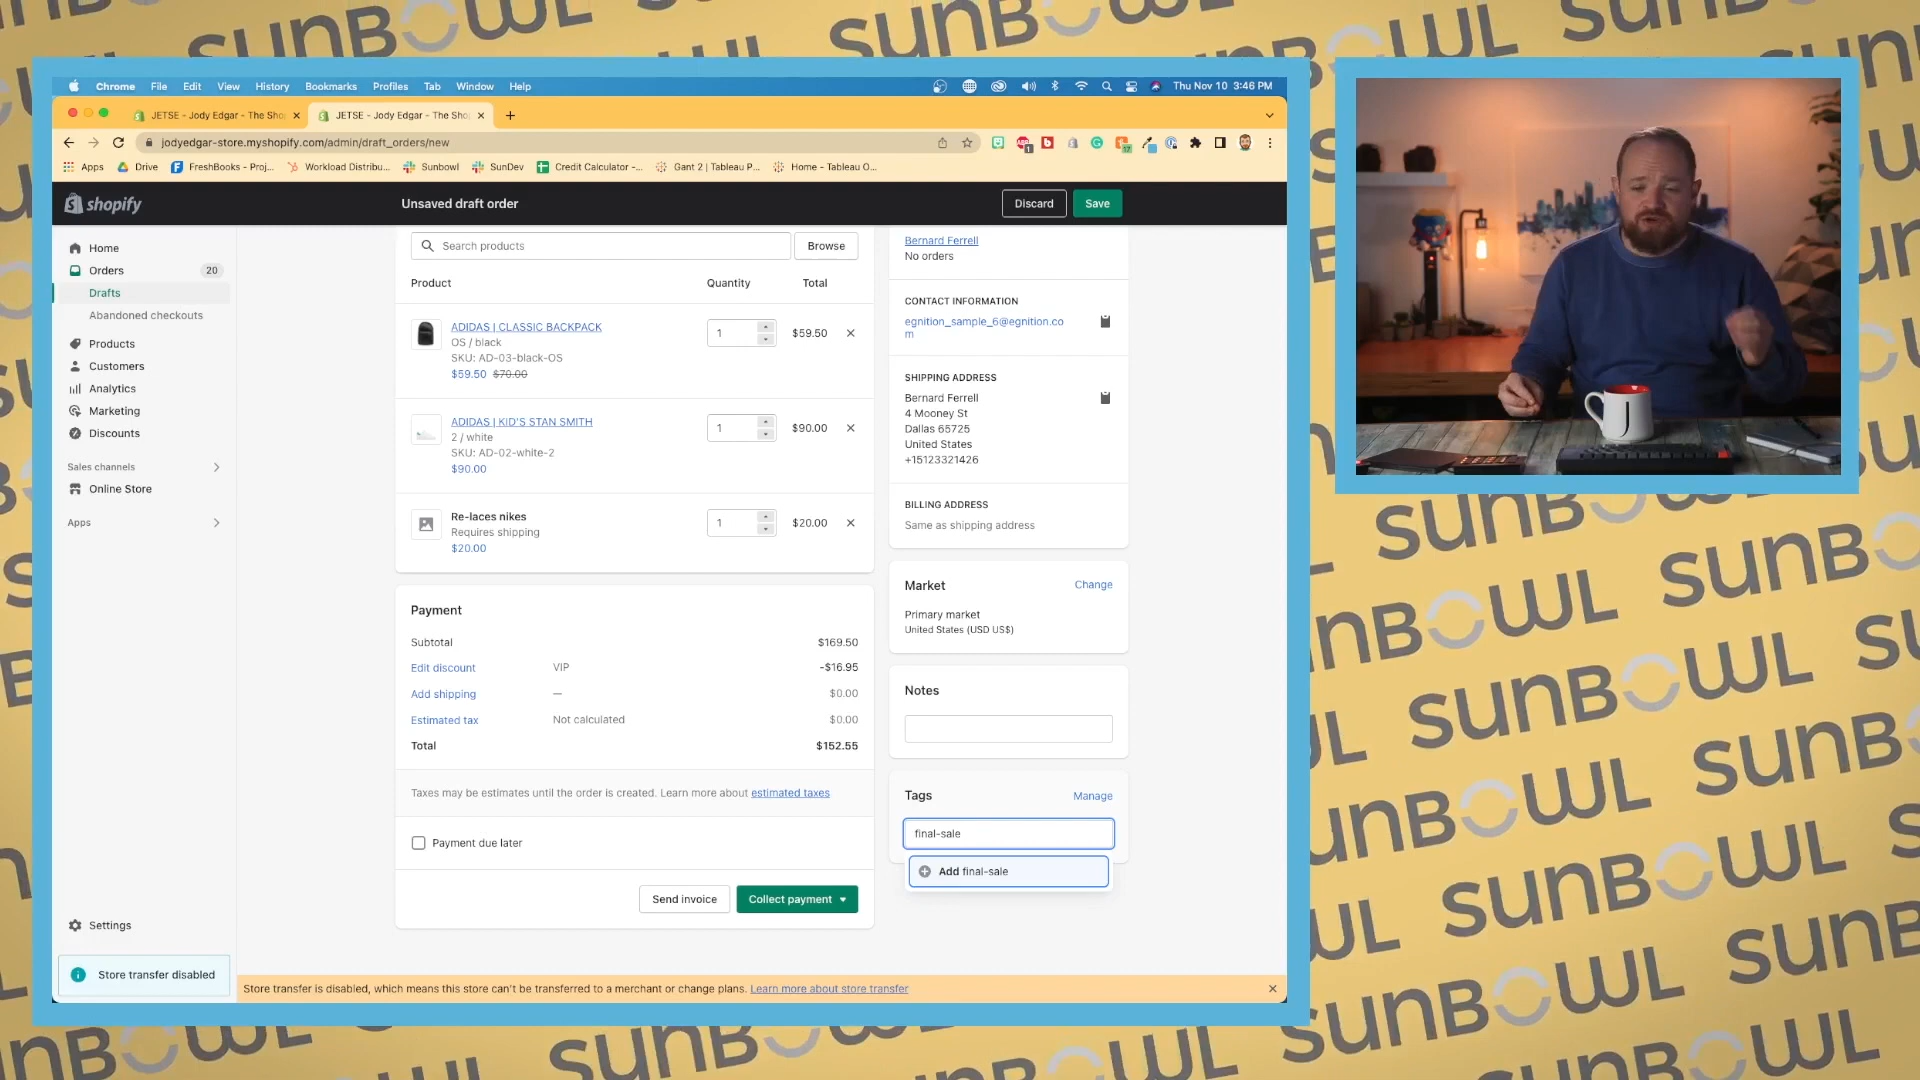 SUNBOWL
Chrome File Edit View History Bookmarks Profiles Tab Window Help
Thu Nov 10 3:46 PM
JETSE - Jody Edgar - The Sho
JETSE - Jody Edgar - The Sho
jodyedgar-store.myshopify.com/admin/draft_orders/new
Apps Drive FreshBooks - Proj... Workload Distribu... Sunbowl SunDev Credit Calculator -... Gant 2 | Tableau P... Home - Tableau O...
shopify
Unsaved draft order
Discard
Save
Home
Orders 20
Drafts
Abandoned checkouts
Products
Customers
Analytics
Marketing
Discounts
Sales channels
Online Store
Apps
Settings
Store transfer disabled
Search products
Browse
Product Quantity Total
ADIDAS | CLASSIC BACKPACK
OS / black
SKU: AD-03-black-OS
$59.50 $70.00
1 $59.50
ADIDAS | KID'S STAN SMITH
2 / white
SKU: AD-02-white-2
$90.00
1 $90.00
Re-laces nikes
Requires shipping
$20.00
1 $20.00
Payment
Subtotal $169.50
Edit discount VIP -$16.95
Add shipping — $0.00
Estimated tax Not calculated $0.00
Total $152.55
Taxes may be estimates until the order is created. Learn more about estimated taxes
Payment due later
Send invoice
Collect payment
Bernard Ferrell
No orders
CONTACT INFORMATION
egnition_sample_6@egnition.co
m
SHIPPING ADDRESS
Bernard Ferrell
4 Mooney St
Dallas 65725
United States
+15123321426
BILLING ADDRESS
Same as shipping address
Market Change
Primary market
United States (USD US$)
Notes
Tags Manage
final-sale
Add final-sale
Store transfer is disabled, which means this store can't be transferred to a merchant or change plans. Learn more about store transfer
J